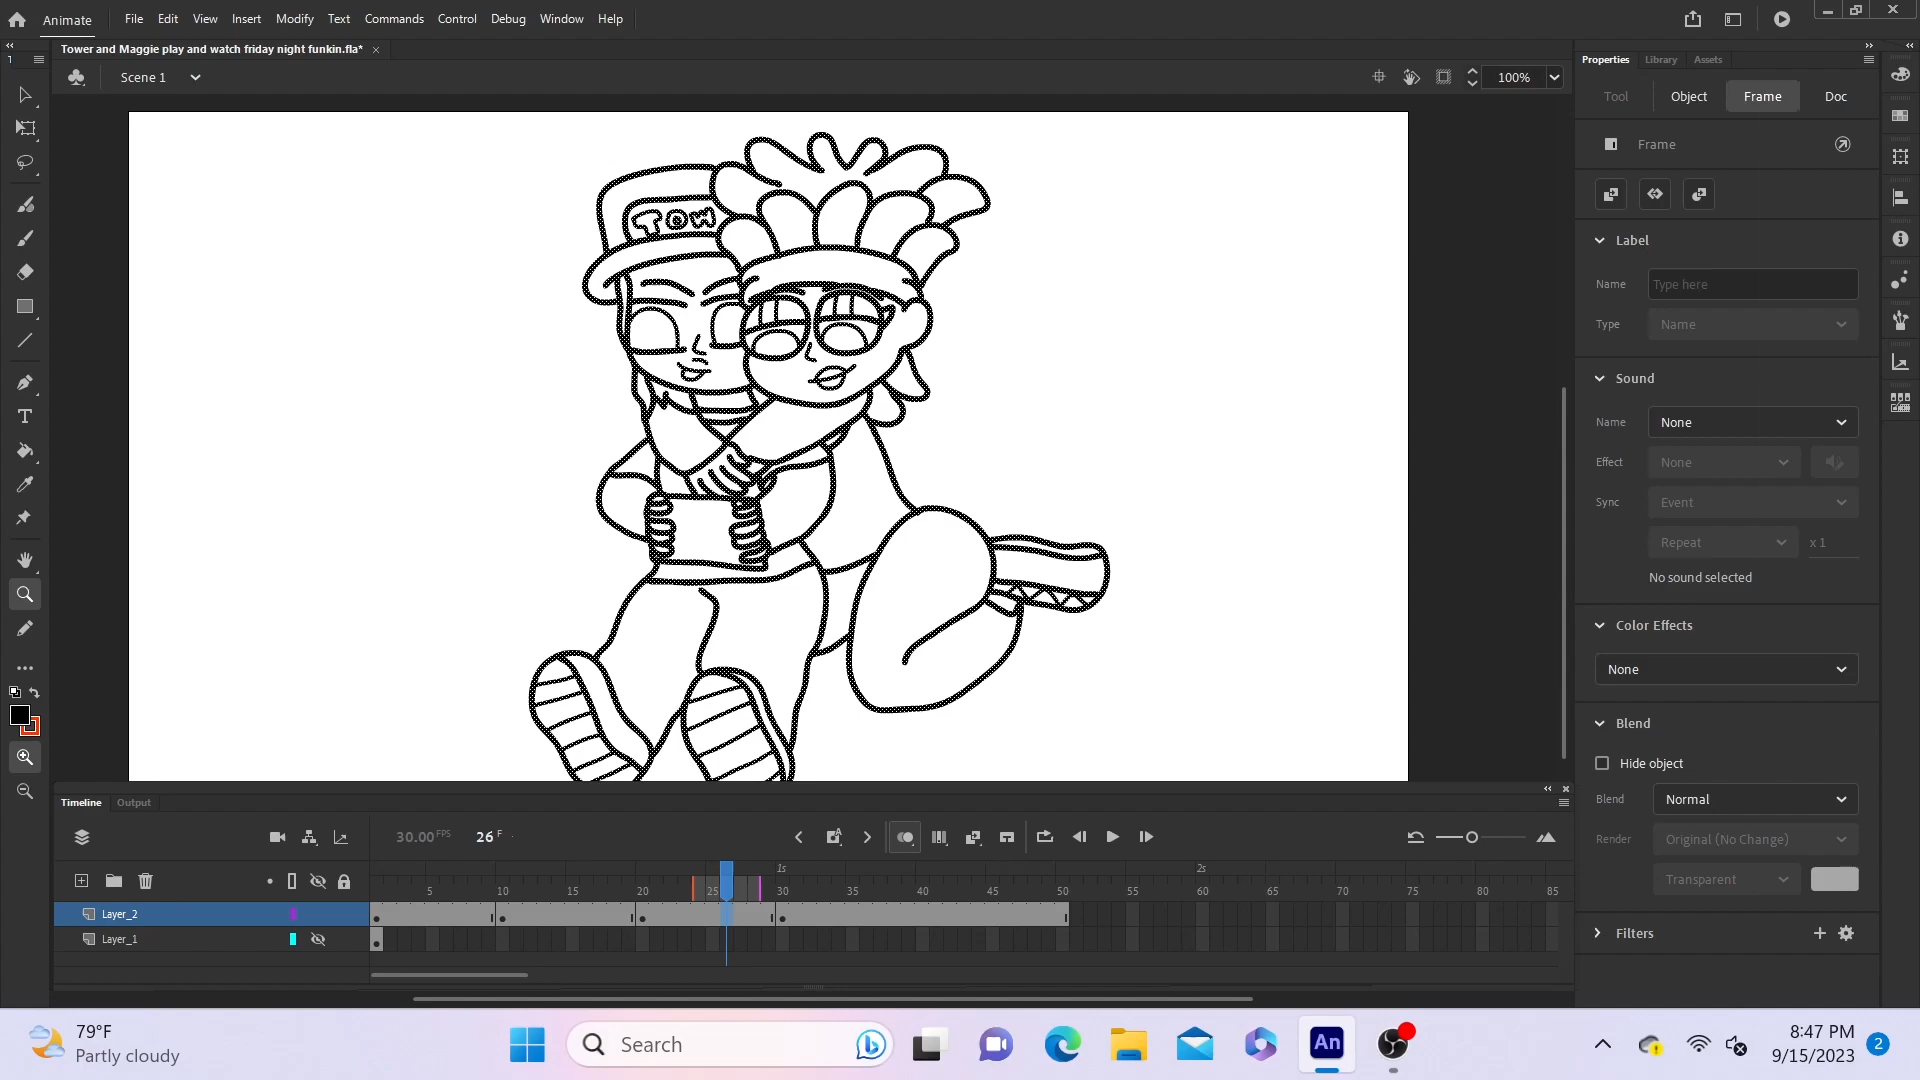 Animate File Edit View Insert Modify Text Commands Control Debug Window Help
Tower and Maggie play and watch friday night funkin.fla*
1
Scene 1
100%
Properties Library Assets
Tool Object Frame Doc
Frame
Label
Name Type here
Type Name
Sound
Name None
Effect None
Sync Event
Repeat x 1
No sound selected
Color Effects
None
Blend
Hide object
Blend Normal
Render Original (No Change)
Transparent
Filters
TOW
T
Timeline Output
30.00 FPS 26 F
1s 2s
5 10 15 20 25 30 35 40 45 50 55 60 65 70 75 80 85
Layer_2
Layer_1
79°F
Partly cloudy
Search
An
8:47 PM
9/15/2023
2